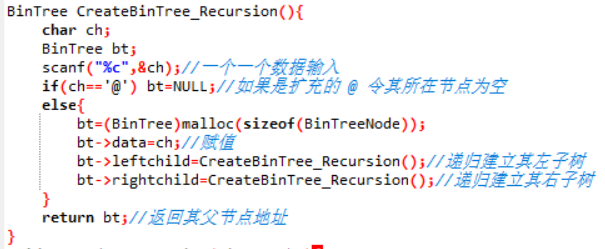 BinTree CreateBinTree_Recursion(){
char ch;
BinTree bt;
scanf("%c",&ch);//一个一个数据输入
if(ch=='@') bt=NULL;//如果是扩充的 @ 令其所在节点为空
else{
bt=(BinTree)malloc(sizeof(BinTreeNode));
bt->data=ch;//赋值
bt->leftchild=CreateBinTree_Recursion();//递归建立其左子树
bt->rightchild=CreateBinTree_Recursion();//递归建立其右子树
}
return bt;//返回其父节点地址
}